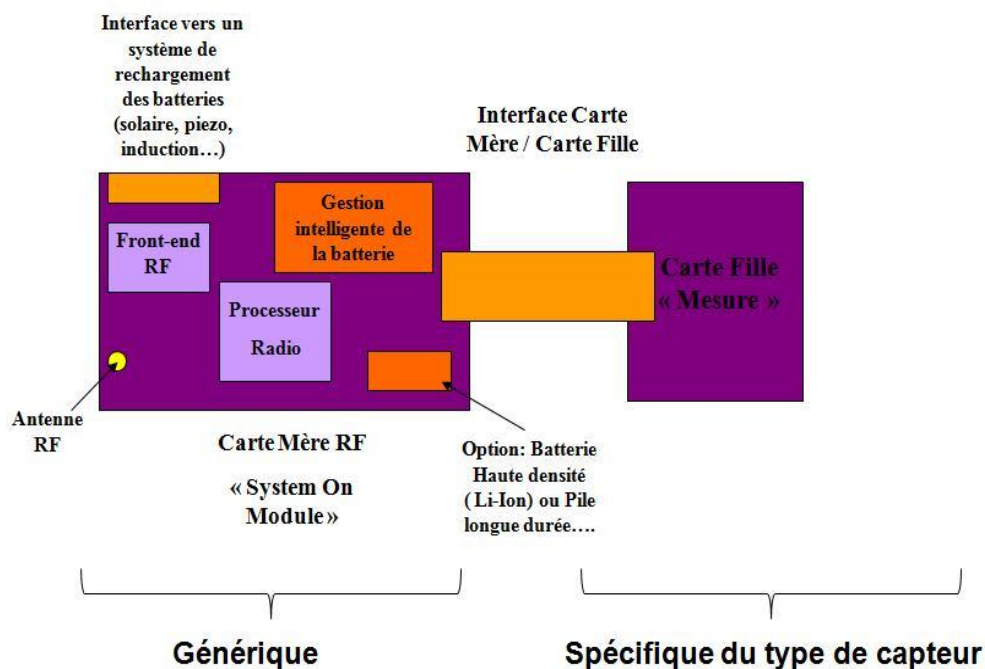 Interface vers un
système de
rechargement
des batteries
(solaire, piezo,
induction…)
Interface Carte
Mère / Carte Fille
Gestion
intelligente de
la batterie
Front-end
RF
Carte Fille
« Mesure »
Processeur
Radio
Antenne
RF
Carte Mère RF
« System On
Module »
Option: Batterie
Haute densité
( Li-Ion) ou Pile
longue durée….
Générique
Spécifique du type de capteur